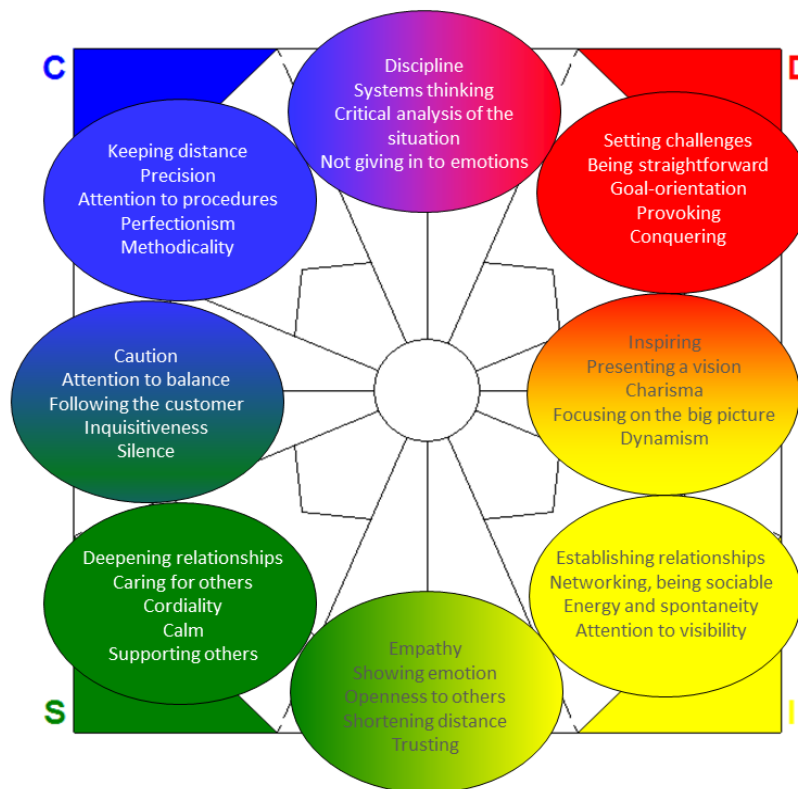 C
Discipline
Systems thinking
Critical analysis of the
situation
Not giving in to emotions
D
Keeping distance
Precision
Attention to procedures
Perfectionism
Methodicality
Setting challenges
Being straightforward
Goal-orientation
Provoking
Conquering
Caution
Attention to balance
Following the customer
Inquisitiveness
Silence
Inspiring
Presenting a vision
Charisma
Focusing on the big picture
Dynamism
Deepening relationships
Caring for others
Cordiality
Calm
Supporting others
Establishing relationships
Networking, being sociable
Energy and spontaneity
Attention to visibility
Empathy
Showing emotion
Openness to others
Shortening distance
Trusting
S
I